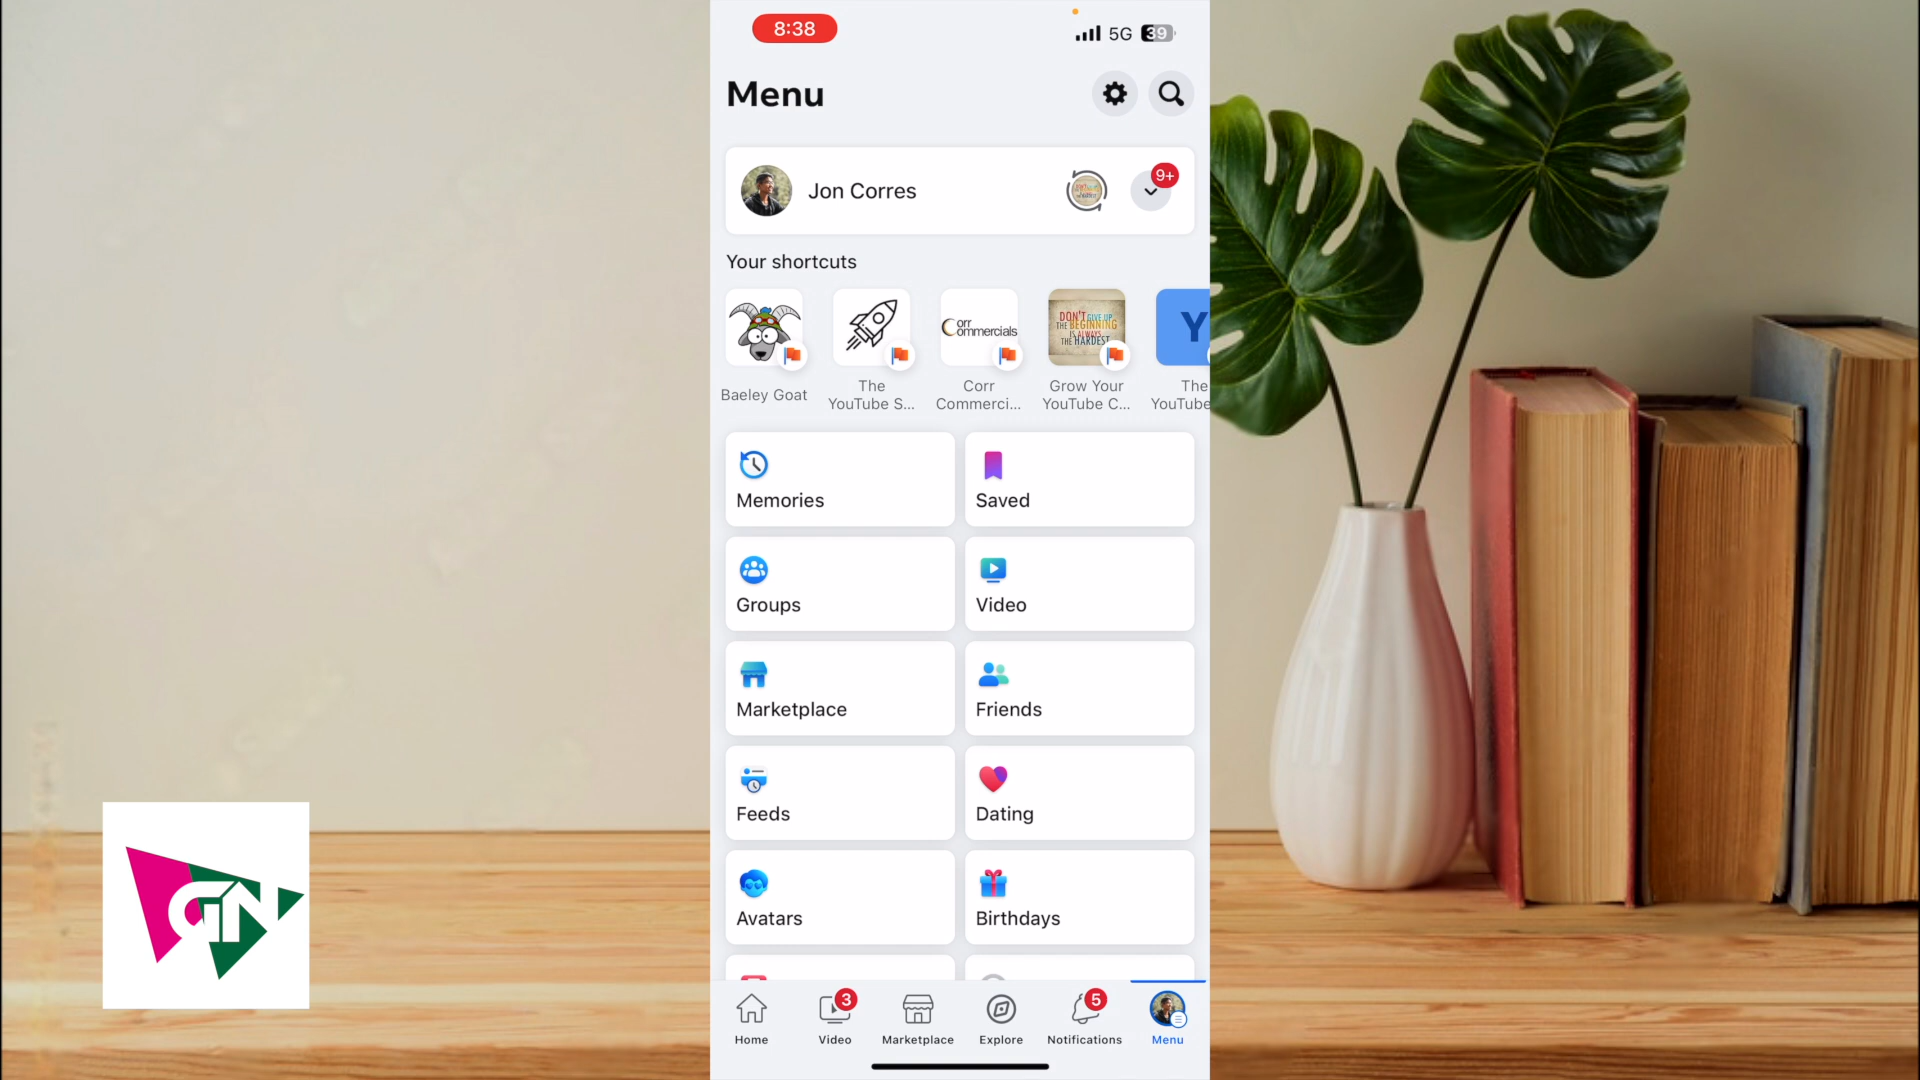 8:38
5G
39
Menu
Jon Corres
9+
Your shortcuts
Corr
Commercials
DON'T GIVE UP
THE BEGINNING
IS ALWAYS
THE HARDEST
Y
Baeley Goat
The
YouTube S...
Corr
Commerci...
Grow Your
YouTube C...
The
YouTube
Memories
Saved
Groups
Video
Marketplace
Friends
Feeds
Dating
Avatars
Birthdays
GN
3
5
Home
Video
Marketplace
Explore
Notifications
Menu